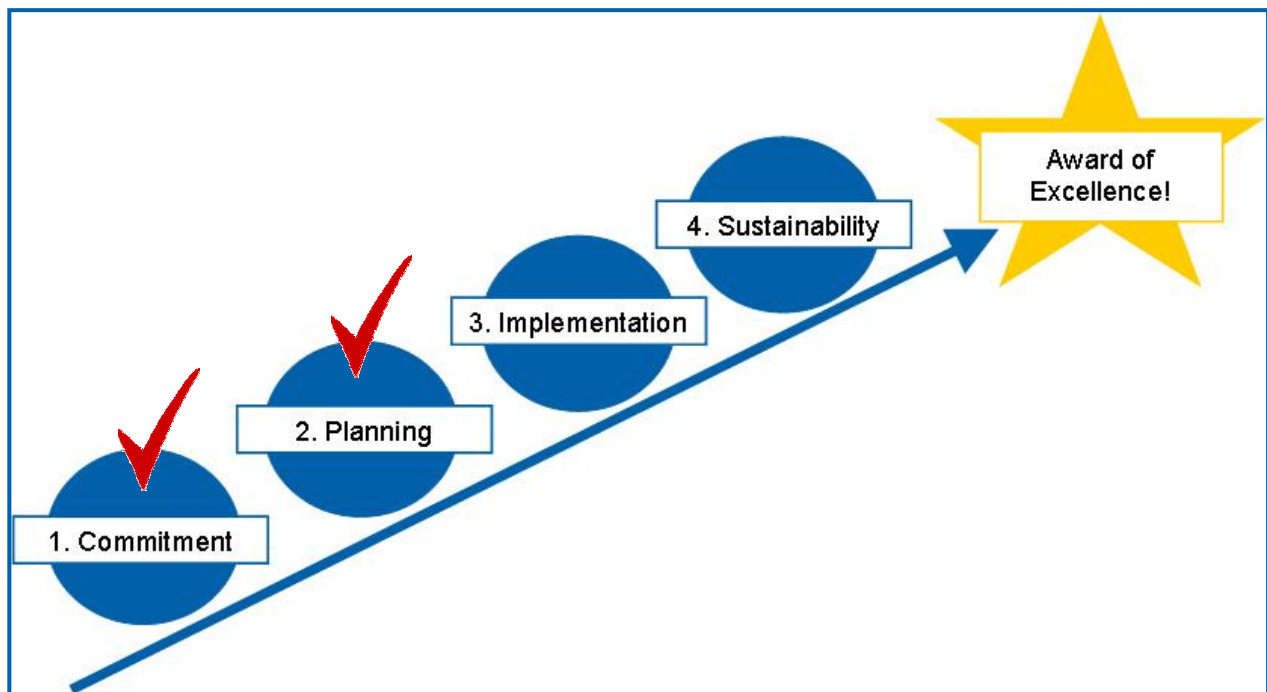 Award of
Excellence!
4. Sustainability
3. Implementation
2. Planning
1. Commitment